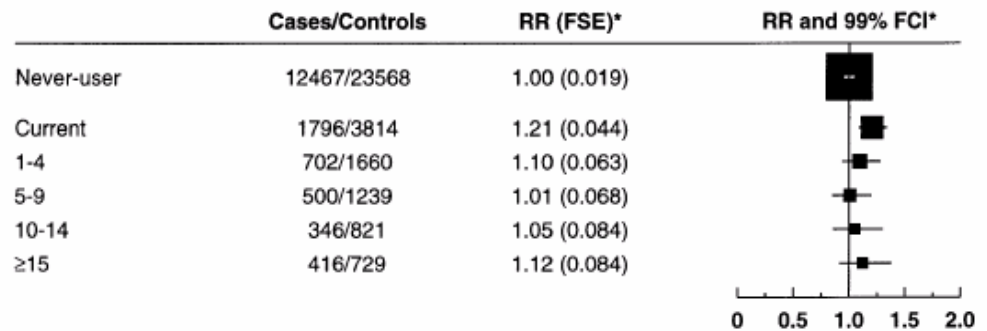 Cases/Controls RR (FSE)* RR and 99% FCI*
Never-user 12467/23568 1.00 (0.019)
Current 1796/3814 1.21 (0.044)
1-4 702/1660 1.10 (0.063)
5-9 500/1239 1.01 (0.068)
10-14 346/821 1.05 (0.084)
≥15 416/729 1.12 (0.084)
0 0.5 1.0 1.5 2.0